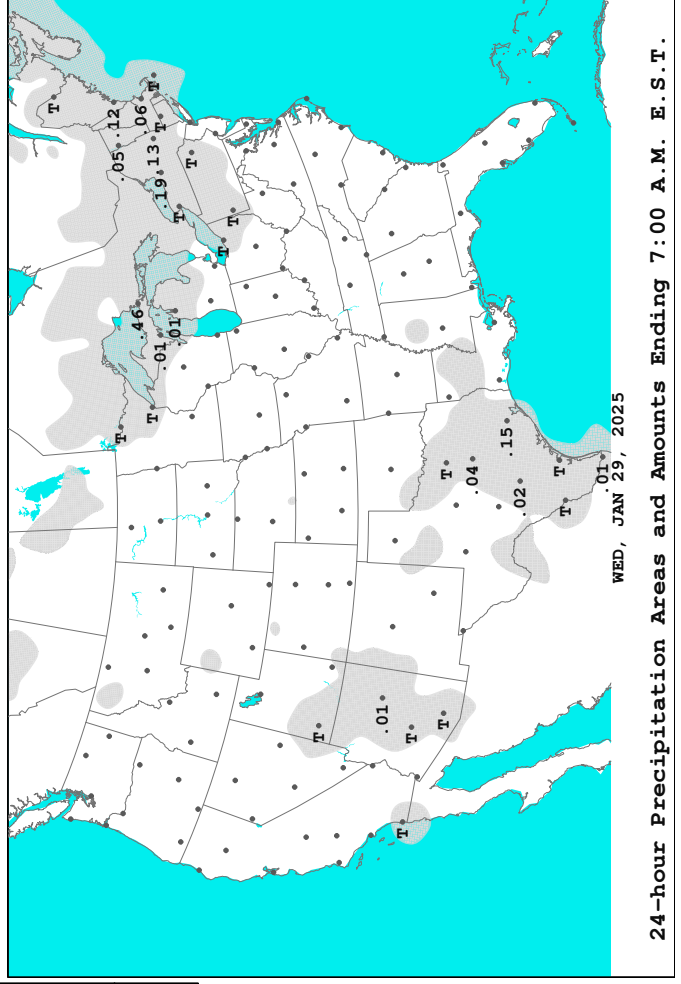 T
.12
.06
T
T
.05
.13
T
.19
T
T
T
.46
.01
.01
T
T
.15
T
.04
T
.01
.02
T
.01
T
T
T
T
WED, JAN 29, 2025
24-hour Precipitation Areas and Amounts Ending 7:00 A.M. E.S.T.